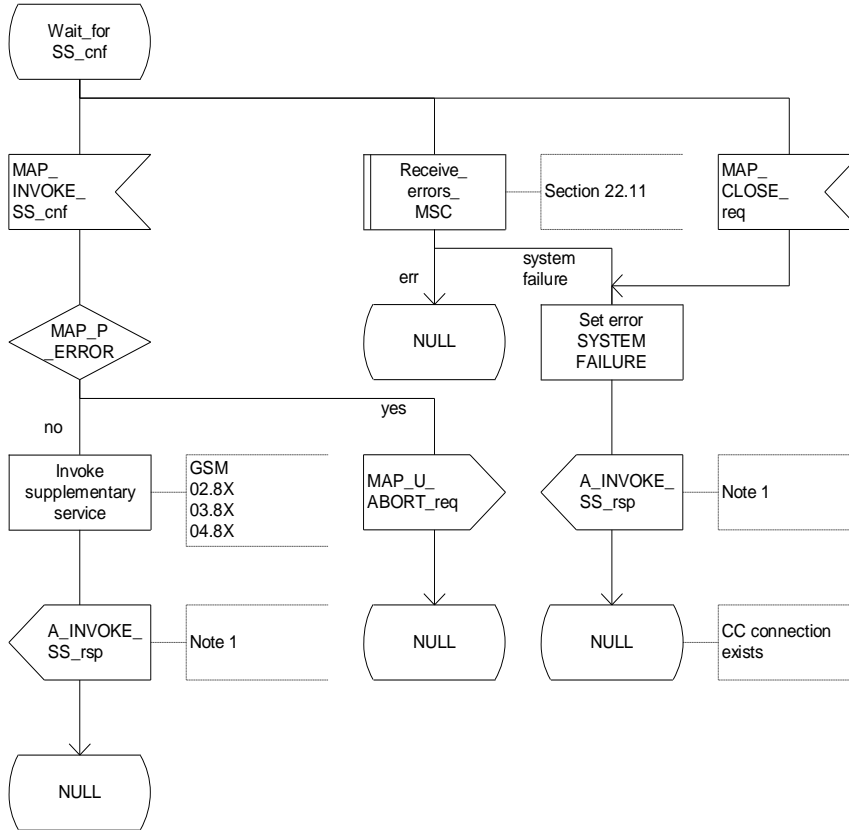 Wait_for
SS_cnf
MAP_
INVOKE_
SS_cnf
Receive_
errors_
MSC
Section 22.11
MAP_
CLOSE_
req
err
system
failure
MAP_P
_ERROR
NULL
Set error
SYSTEM
FAILURE
no
yes
Invoke
supplementary
service
GSM
02.8X
03.8X
04.8X
MAP_U_
ABORT_req
A_INVOKE_
SS_rsp
Note 1
A_INVOKE_
SS_rsp
Note 1
NULL
NULL
CC connection
exists
NULL